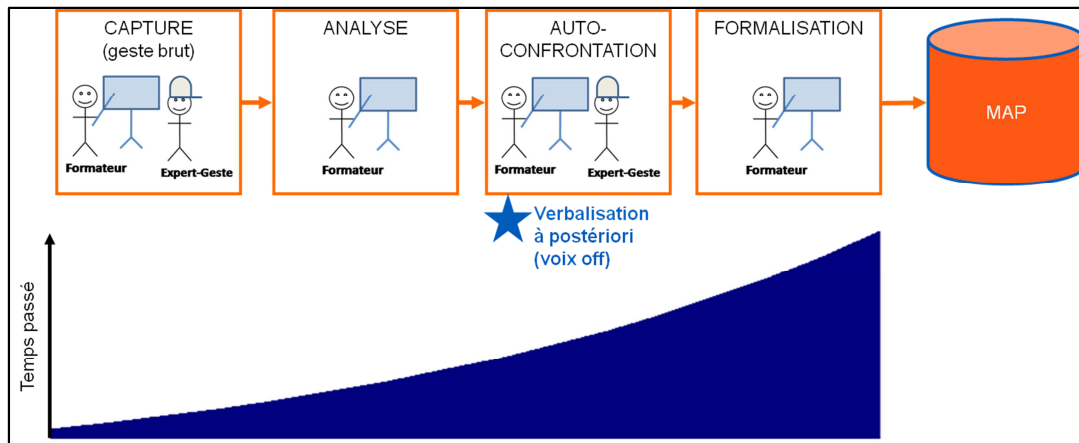 CAPTURE
(geste brut)
Formateur
Expert-Geste
ANALYSE
Formateur
AUTO-
CONFRONTATION
Formateur
Expert-Geste
FORMALISATION
Formateur
MAP
Verbalisation
à postériori
(voix off)
Temps passé